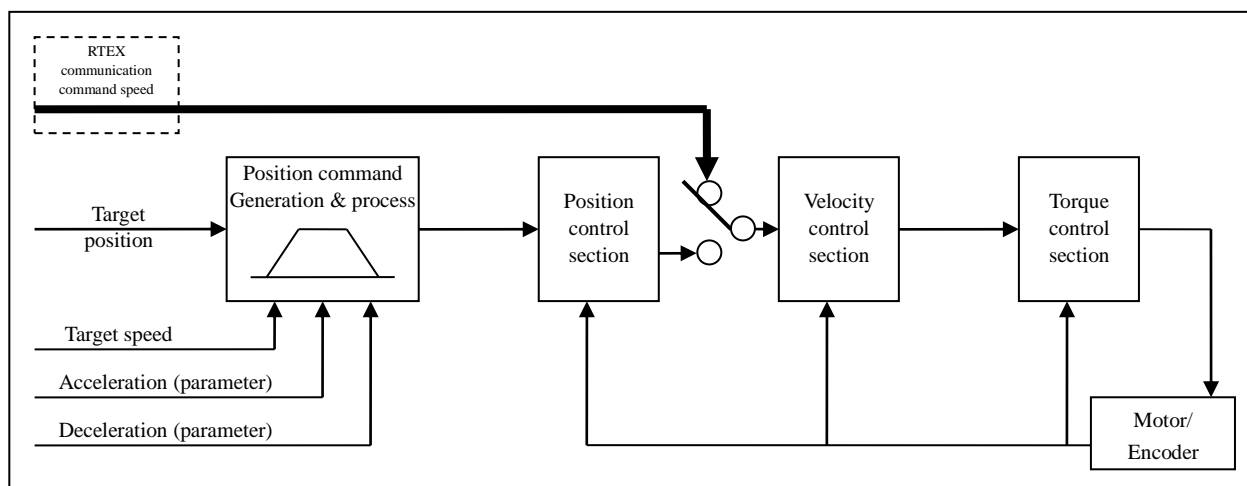 RTEX
communication
command speed
Position command
Generation & process
Target
position
Position
control
section
Velocity
control
section
Torque
control
section
Target speed
Acceleration (parameter)
Deceleration (parameter)
Motor/
Encoder